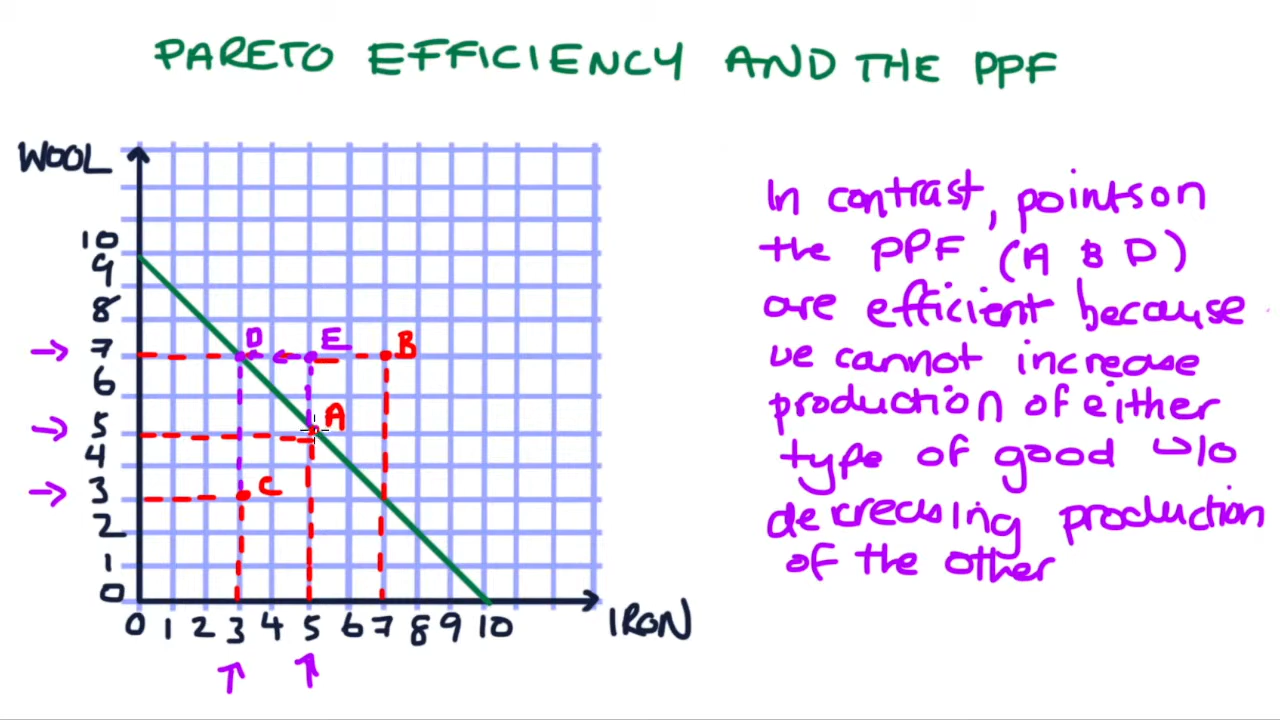 PARETO EFFICIENCY AND THE PPF
WOOL
In contrast, points on
the PPF (A & D)
are efficient because
we cannot increase
production of either
type of good w/o
decreasing production
of the other
10
9
8
7
6
5
4
3
2
1
0
D
E
B
A
C
0 1 2 3 4 5 6 7 8 9 10
IRON